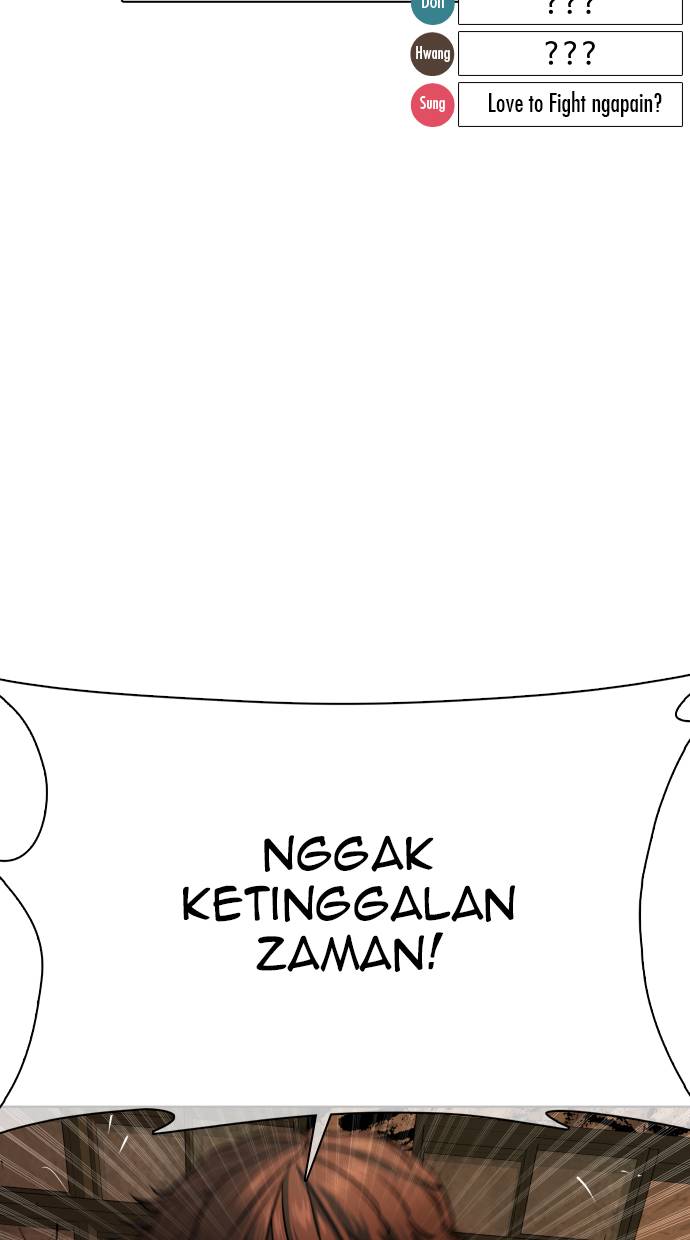 Don
???
Hwang
???
Sung
Love to Fight ngapain?
NGGAK
KETINGGALAN
ZAMAN!